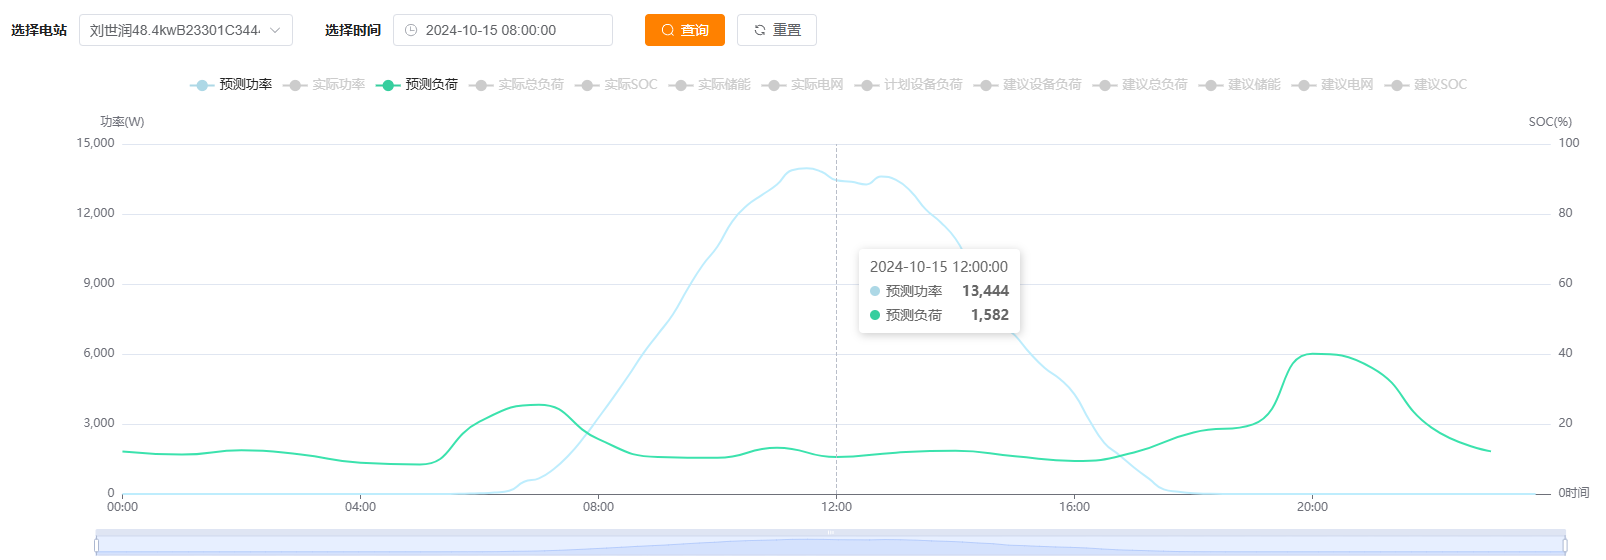 选择电站 刘世润48.4kwB23301C344 选择时间 2024-10-15 08:00:00 查询 重置
预测功率 实际功率 预测负荷 实际总负荷 实际SOC 实际储能 实际电网 计划设备负荷 建议设备负荷 建议总负荷 建议储能 建议电网 建议SOC
功率(W) SOC(%)
15,000 100
12,000 80
2024-10-15 12:00:00
9,000 60
预测功率 13,444
预测负荷 1,582
6,000 40
3,000 20
0 0时间
00:00 04:00 08:00 12:00 16:00 20:00